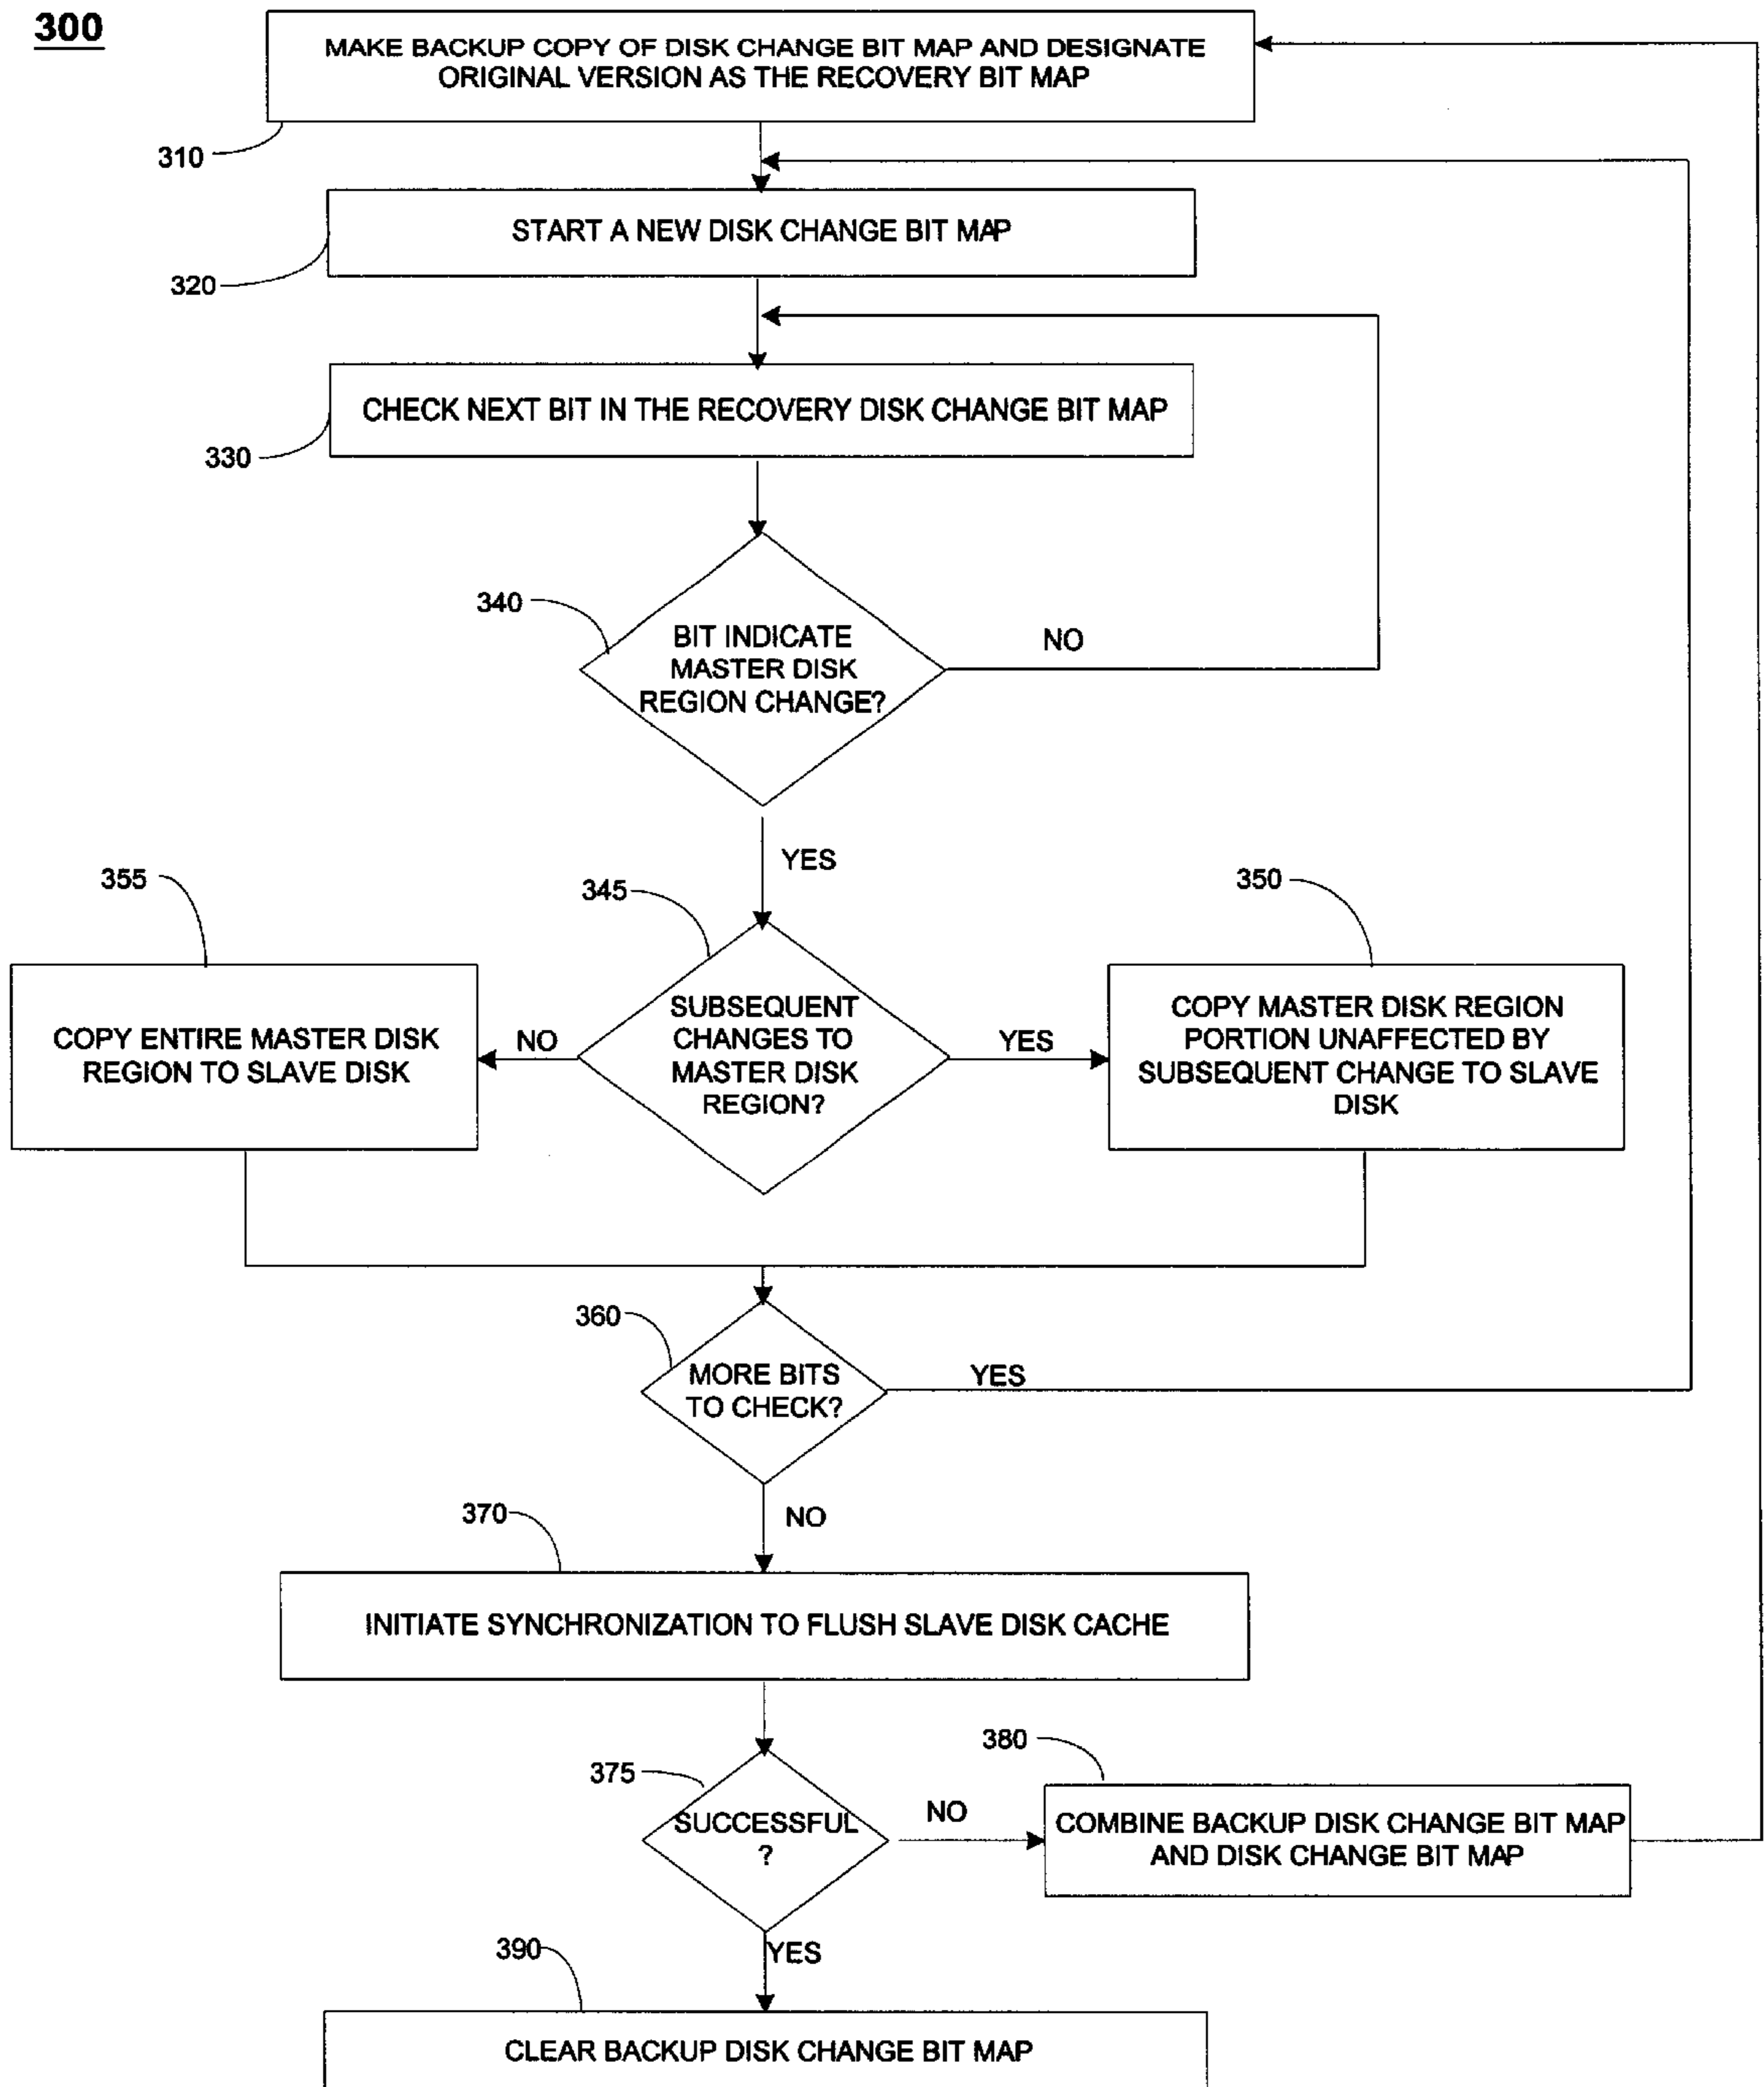 300
MAKE BACKUP COPY OF DISK CHANGE BIT MAP AND DESIGNATE
ORIGINAL VERSION AS THE RECOVERY BIT MAP
310
START A NEW DISK CHANGE BIT MAP
320
CHECK NEXT BIT IN THE RECOVERY DISK CHANGE BIT MAP
330
340
BIT INDICATE
MASTER DISK
REGION CHANGE?
NO
YES
355
345
350
COPY ENTIRE MASTER DISK
REGION TO SLAVE DISK
NO
SUBSEQUENT
CHANGES TO
MASTER DISK
REGION?
YES
COPY MASTER DISK REGION
PORTION UNAFFECTED BY
SUBSEQUENT CHANGE TO SLAVE
DISK
360
MORE BITS
TO CHECK?
YES
NO
370
INITIATE SYNCHRONIZATION TO FLUSH SLAVE DISK CACHE
375
SUCCESSFUL
?
NO
380
COMBINE BACKUP DISK CHANGE BIT MAP
AND DISK CHANGE BIT MAP
YES
390
CLEAR BACKUP DISK CHANGE BIT MAP